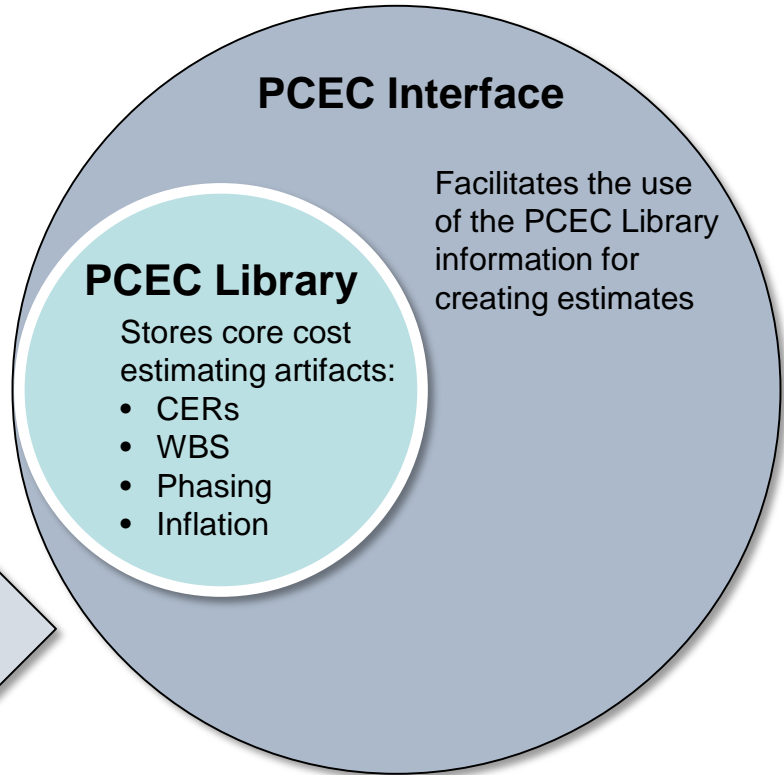 PCEC Interface
Facilitates the use
of the PCEC Library
information for
creating estimates
PCEC Library
Stores core cost
estimating artifacts:
• CERs
• WBS
• Phasing
• Inflation